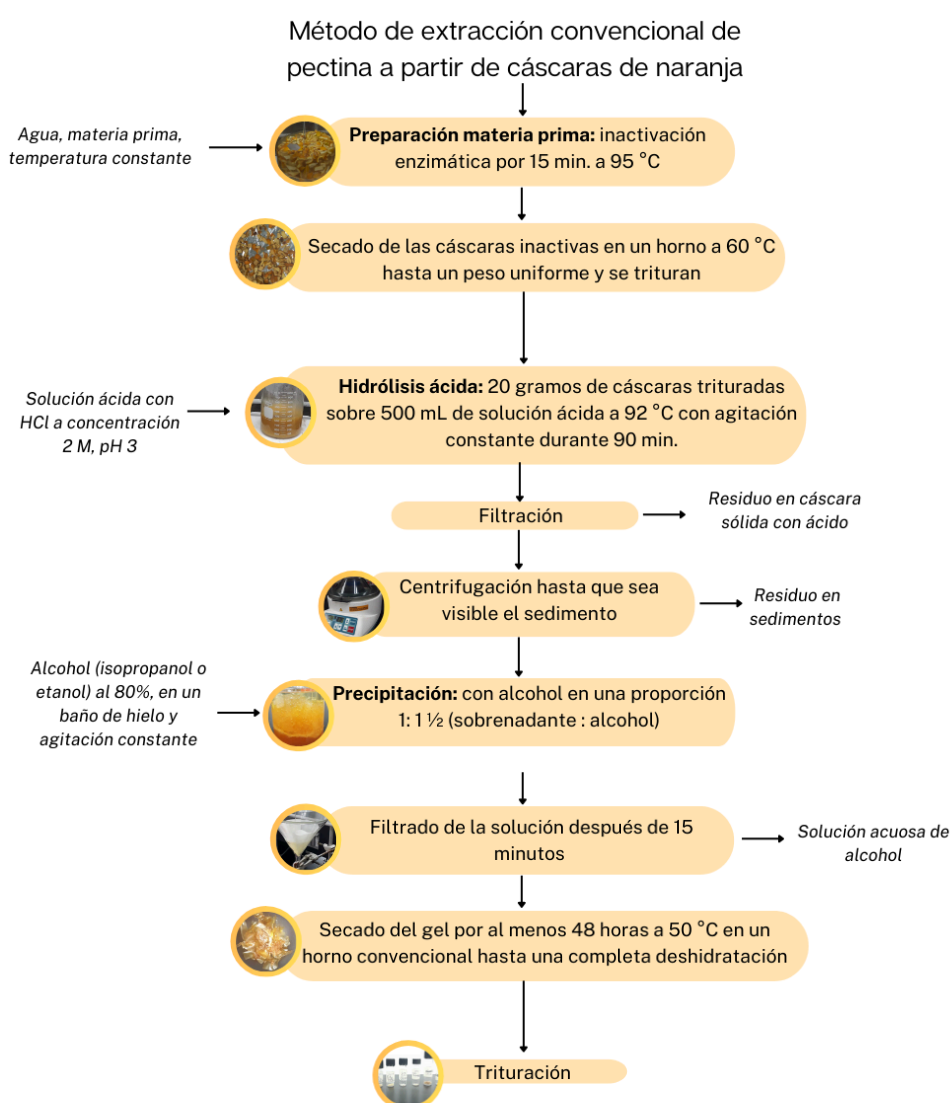 Método de extracción convencional de
pectina a partir de cáscaras de naranja
Agua, materia prima,
temperatura constante
Preparación materia prima: inactivación
enzimática por 15 min. a 95 °C
Secado de las cáscaras inactivas en un horno a 60 °C
hasta un peso uniforme y se trituran
Solución ácida con
HCl a concentración
2 M, pH 3
Hidrólisis ácida: 20 gramos de cáscaras trituradas
sobre 500 mL de solución ácida a 92 °C con agitación
constante durante 90 min.
Filtración
Residuo en cáscara
sólida con ácido
Centrifugación hasta que sea
visible el sedimento
Residuo en
sedimentos
Alcohol (isopropanol o
etanol) al 80%, en un
baño de hielo y
agitación constante
Precipitación: con alcohol en una proporción
1: 1 ½ (sobrenadante : alcohol)
Filtrado de la solución después de 15
minutos
Solución acuosa de
alcohol
Secado del gel por al menos 48 horas a 50 °C en un
horno convencional hasta una completa deshidratación
Trituración